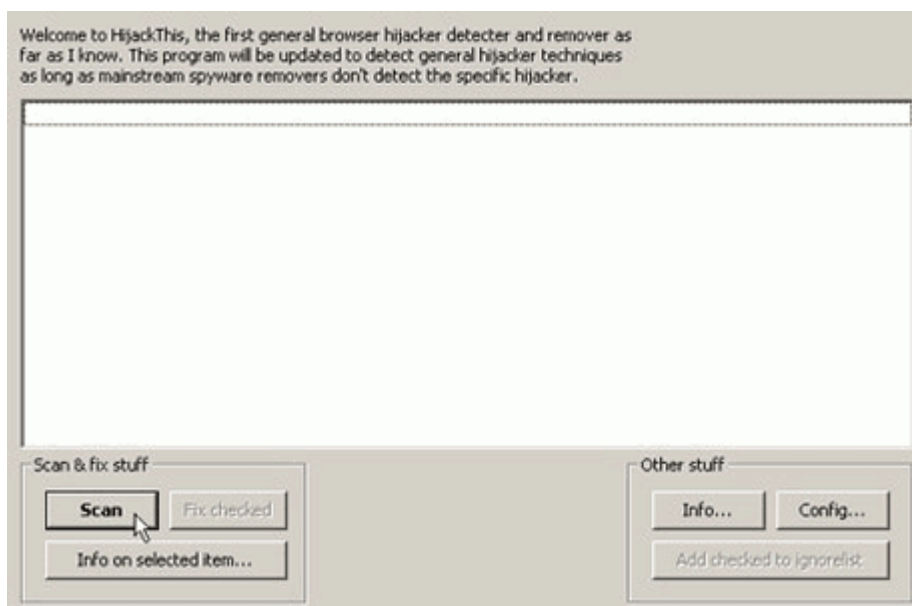 Welcome to HijackThis, the first general browser hijacker detecter and remover as
far as I know. This program will be updated to detect general hijacker techniques
as long as mainstream spyware removers don't detect the specific hijacker.
Scan & fix stuff
Scan
Fix checked
Info on selected item...
Other stuff
Info...
Config...
Add checked to ignorelist